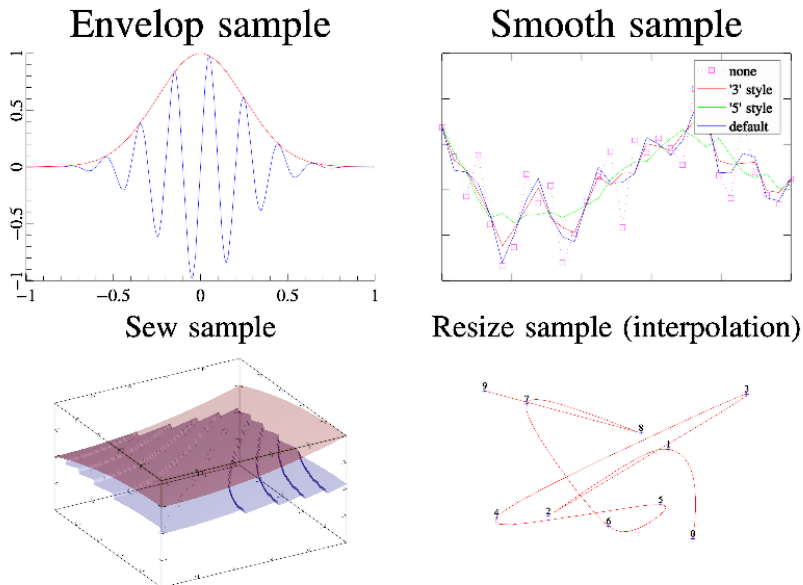 Envelop sample
Smooth sample
1
0.5
0
−0.5
−1
−1
−0.5
0
0.5
1
none
'3' style
'5' style
default
Sew sample
Resize sample (interpolation)
9
7
3
8
1
4
2
5
6
0